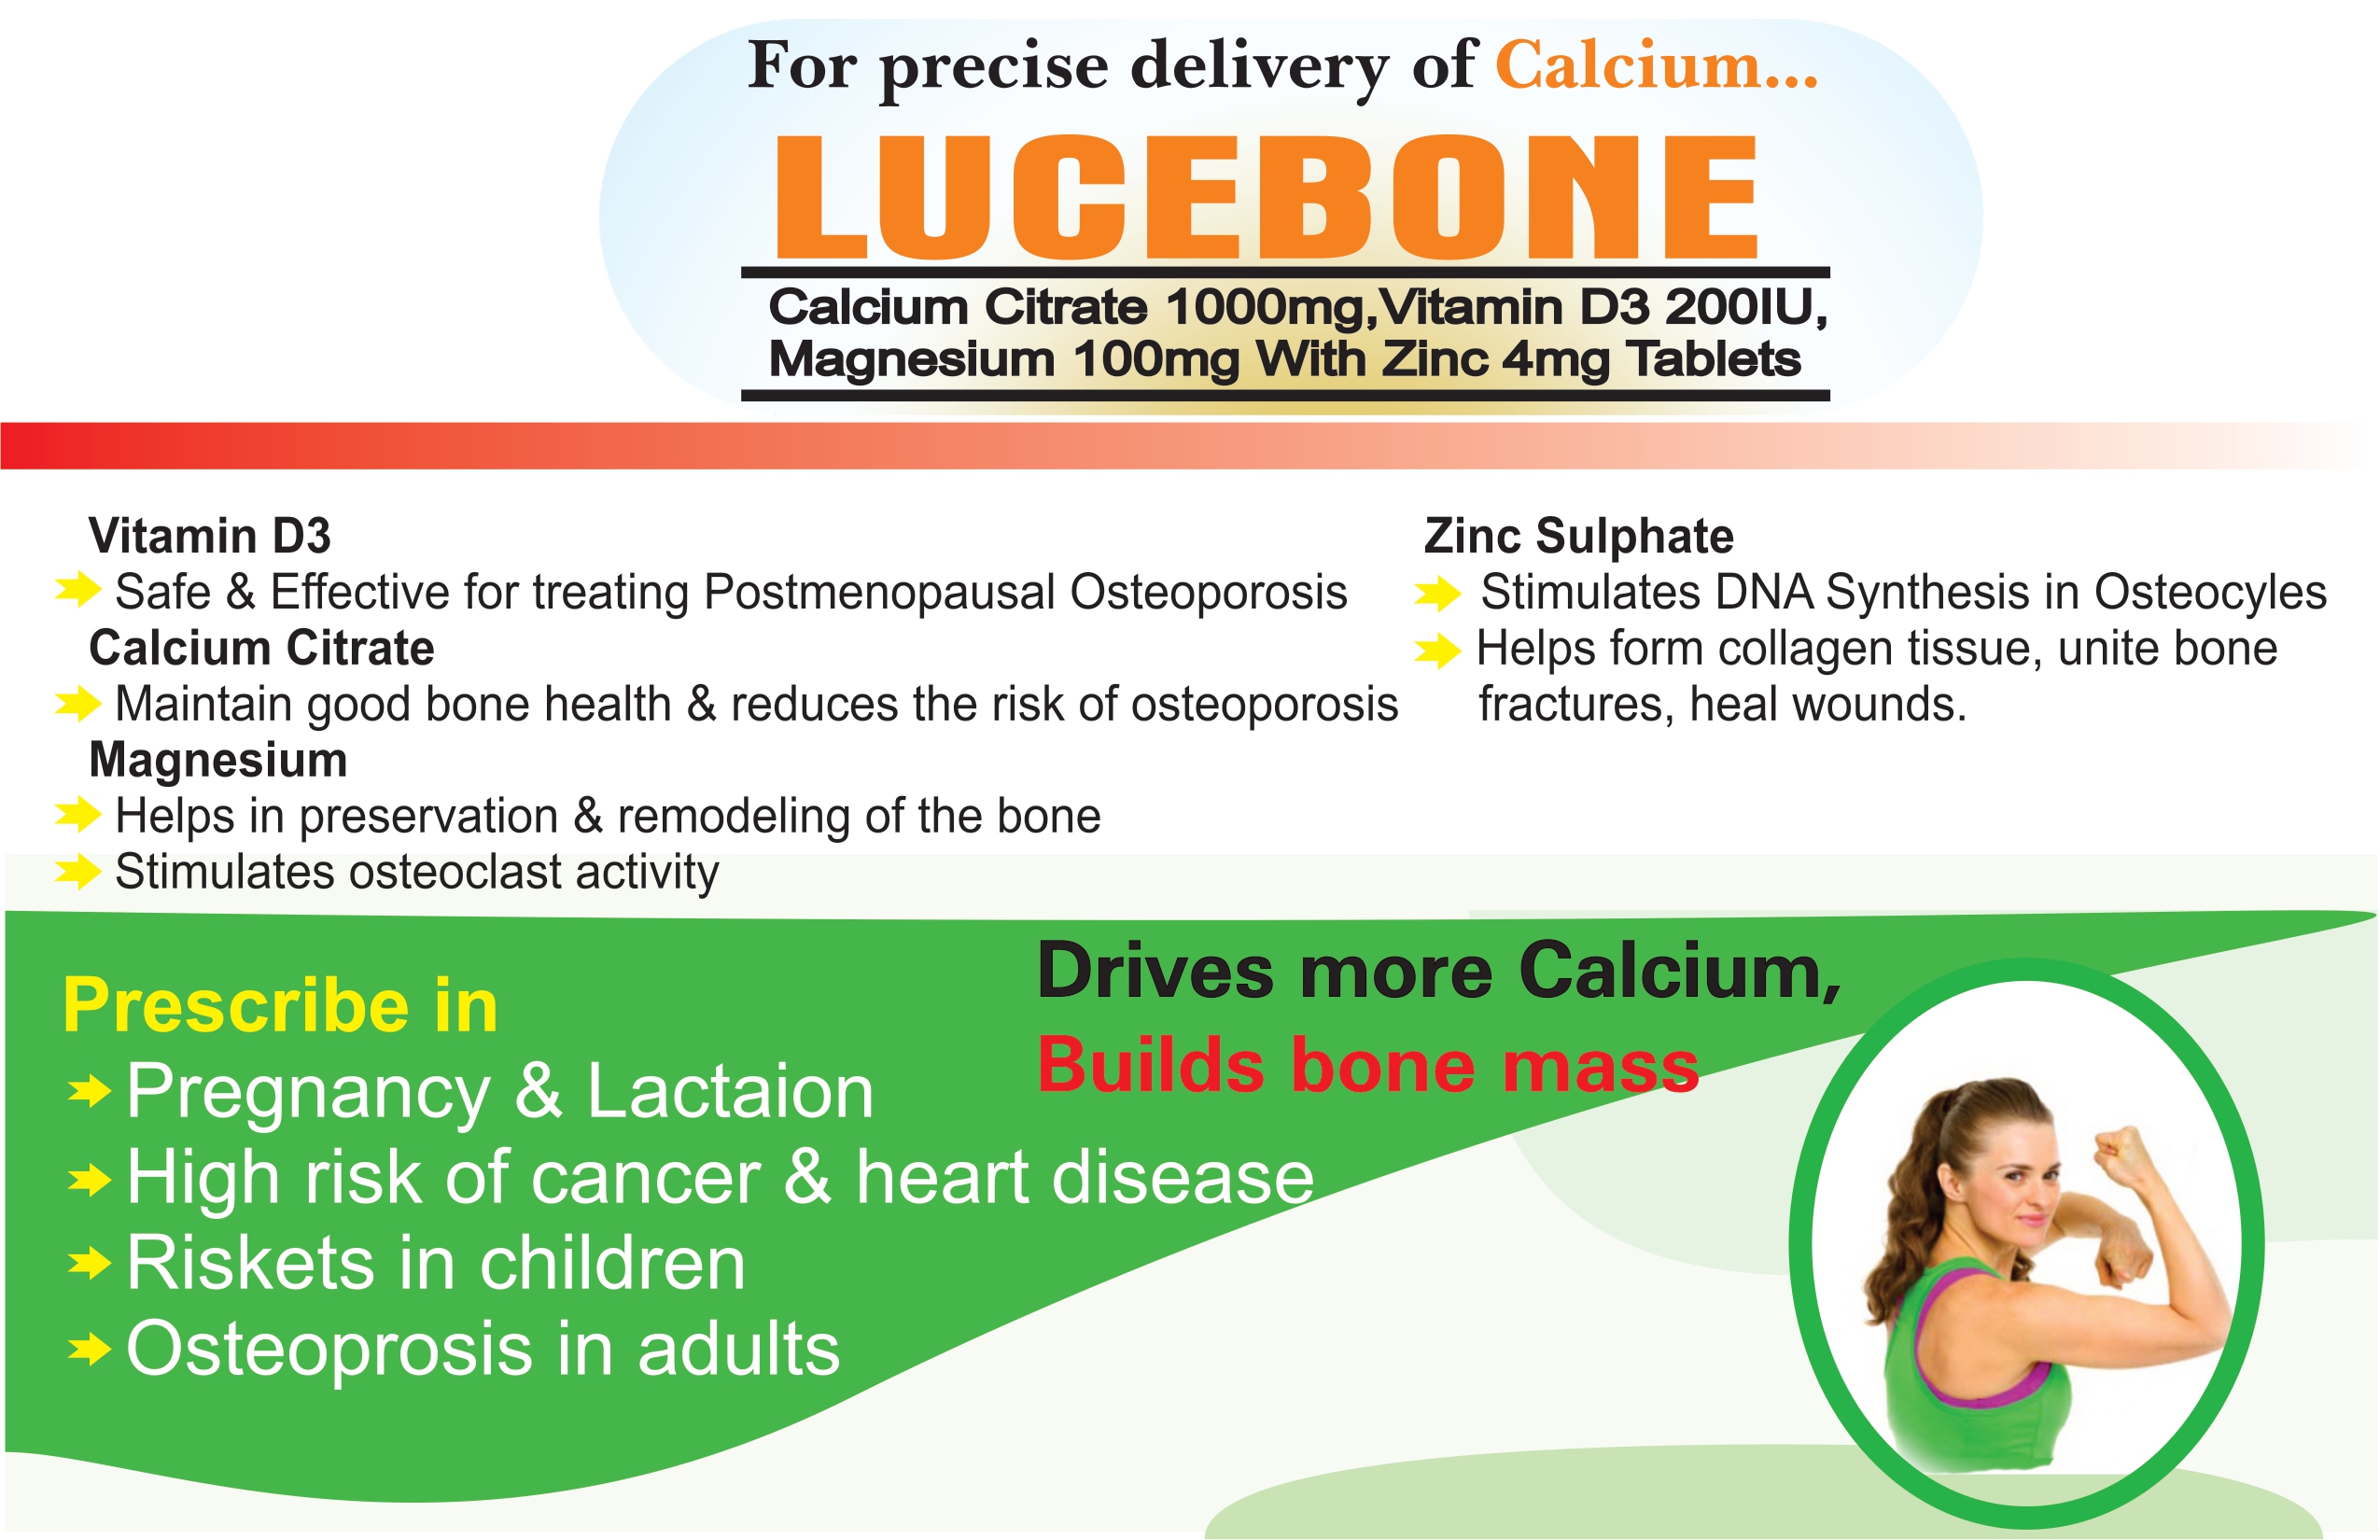 For precise delivery of Calcium...
LUCEBONE
Calcium Citrate 1000mg,Vitamin D3 200IU,
Magnesium 100mg With Zinc 4mg Tablets
Vitamin D3
Safe & Effective for treating Postmenopausal Osteoporosis
Calcium Citrate
Maintain good bone health & reduces the risk of osteoporosis
Magnesium
Helps in preservation & remodeling of the bone
Stimulates osteoclast activity
Zinc Sulphate
Stimulates DNA Synthesis in Osteocyles
Helps form collagen tissue, unite bone
fractures, heal wounds.
Drives more Calcium,
Builds bone mass
Prescribe in
Pregnancy & Lactaion
High risk of cancer & heart disease
Riskets in children
Osteoprosis in adults